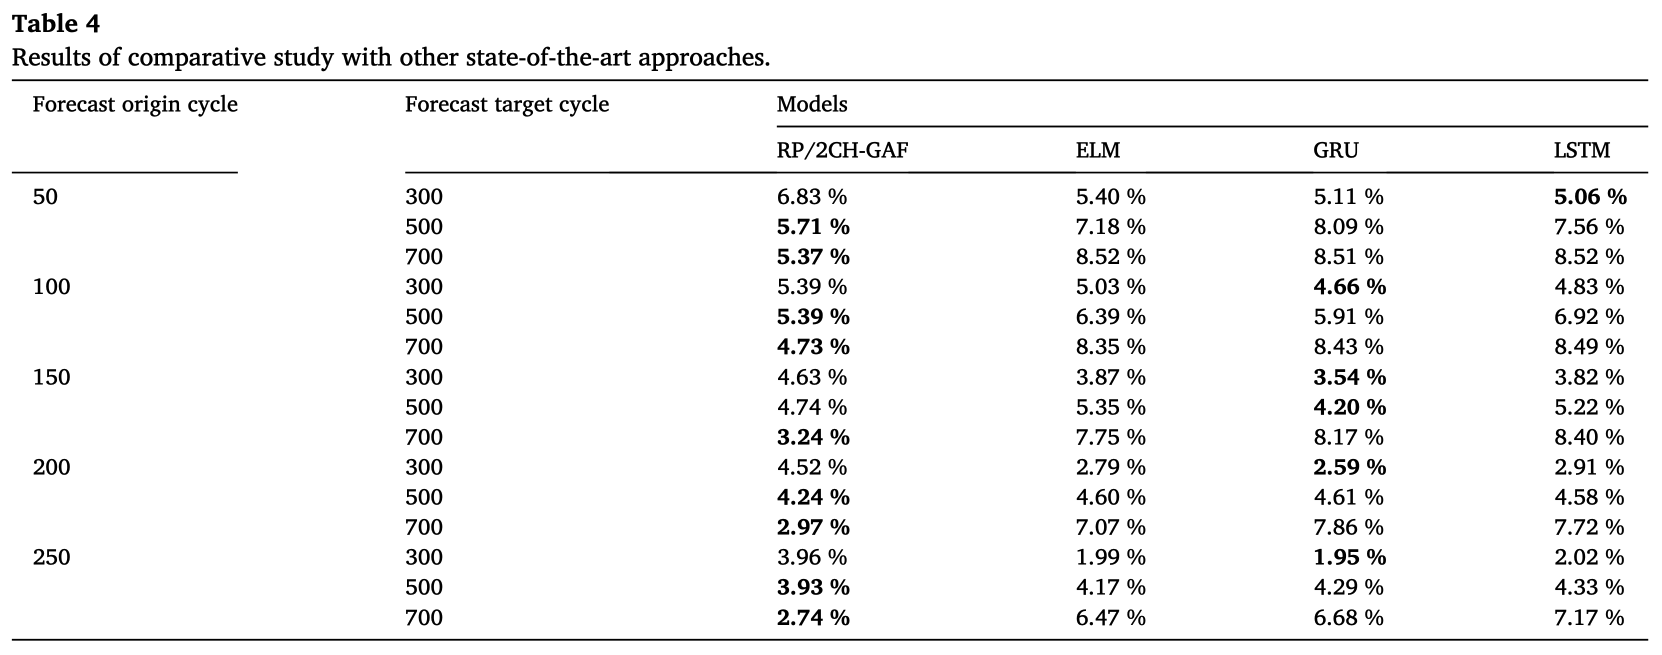 Table 4
Results of comparative study with other state-of-the-art approaches.
Forecast origin cycle Forecast target cycle Models
RP/2CH-GAF ELM GRU LSTM
50 300 6.83 % 5.40 % 5.11 % 5.06 %
500 5.71 % 7.18 % 8.09 % 7.56 %
700 5.37 % 8.52 % 8.51 % 8.52 %
100 300 5.39 % 5.03 % 4.66 % 4.83 %
500 5.39 % 6.39 % 5.91 % 6.92 %
700 4.73 % 8.35 % 8.43 % 8.49 %
150 300 4.63 % 3.87 % 3.54 % 3.82 %
500 4.74 % 5.35 % 4.20 % 5.22 %
700 3.24 % 7.75 % 8.17 % 8.40 %
200 300 4.52 % 2.79 % 2.59 % 2.91 %
500 4.24 % 4.60 % 4.61 % 4.58 %
700 2.97 % 7.07 % 7.86 % 7.72 %
250 300 3.96 % 1.99 % 1.95 % 2.02 %
500 3.93 % 4.17 % 4.29 % 4.33 %
700 2.74 % 6.47 % 6.68 % 7.17 %